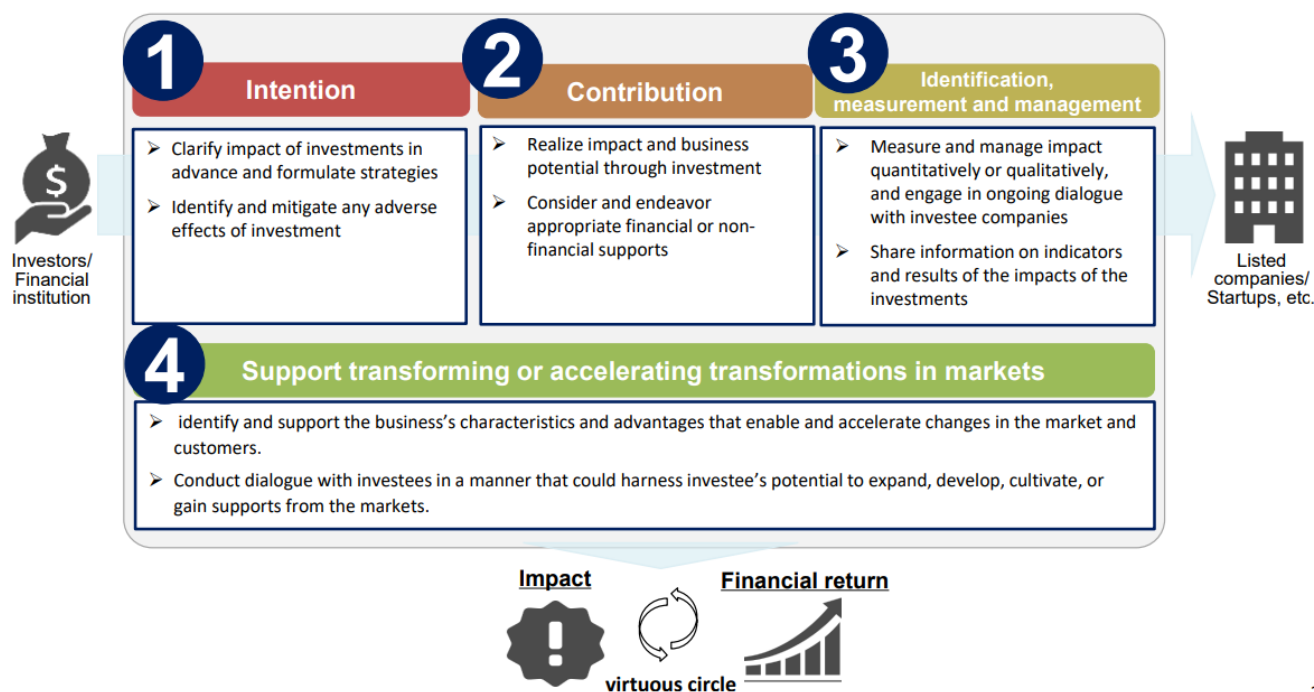 1
Intention
2
Contribution
3
Identification,
measurement and management
Investors/
Financial
institution
➢ Clarify impact of investments in
advance and formulate strategies
➢ Identify and mitigate any adverse
effects of investment
➢ Realize impact and business
potential through investment
➢ Consider and endeavor
appropriate financial or non-
financial supports
➢ Measure and manage impact
quantitatively or qualitatively,
and engage in ongoing dialogue
with investee companies
➢ Share information on indicators
and results of the impacts of the
investments
Listed
companies/
Startups, etc.
4
Support transforming or accelerating transformations in markets
➢ identify and support the business’s characteristics and advantages that enable and accelerate changes in the market and
customers.
➢ Conduct dialogue with investees in a manner that could harness investee’s potential to expand, develop, cultivate, or
gain supports from the markets.
Impact
Financial return
virtuous circle